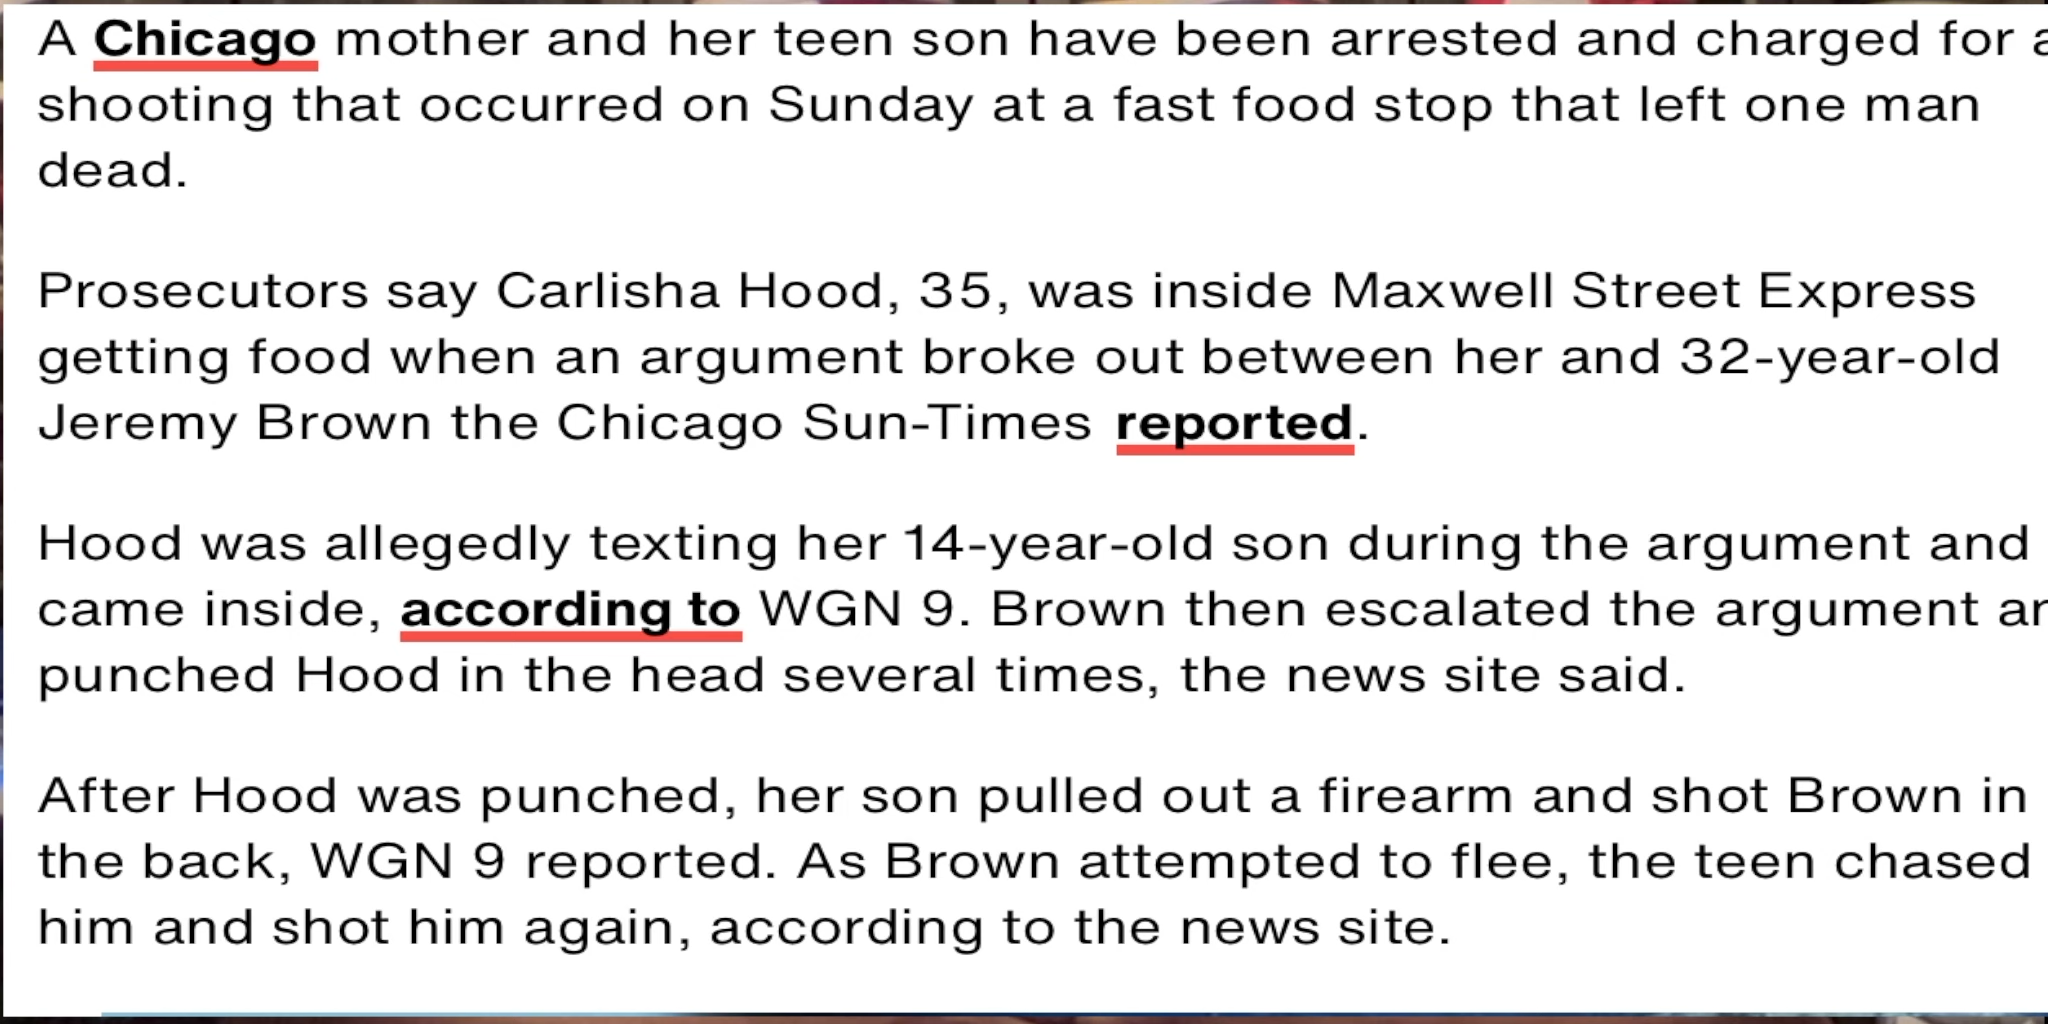 A Chicago mother and her teen son have been arrested and charged for a
shooting that occurred on Sunday at a fast food stop that left one man
dead.
Prosecutors say Carlisha Hood, 35, was inside Maxwell Street Express
getting food when an argument broke out between her and 32-year-old
Jeremy Brown the Chicago Sun-Times reported.
Hood was allegedly texting her 14-year-old son during the argument and
came inside, according to WGN 9. Brown then escalated the argument
punched Hood in the head several times, the news site said.
After Hood was punched, her son pulled out a firearm and shot Brown in
the back, WGN 9 reported. As Brown attempted to flee, the teen chased
him and shot him again, according to the news site.